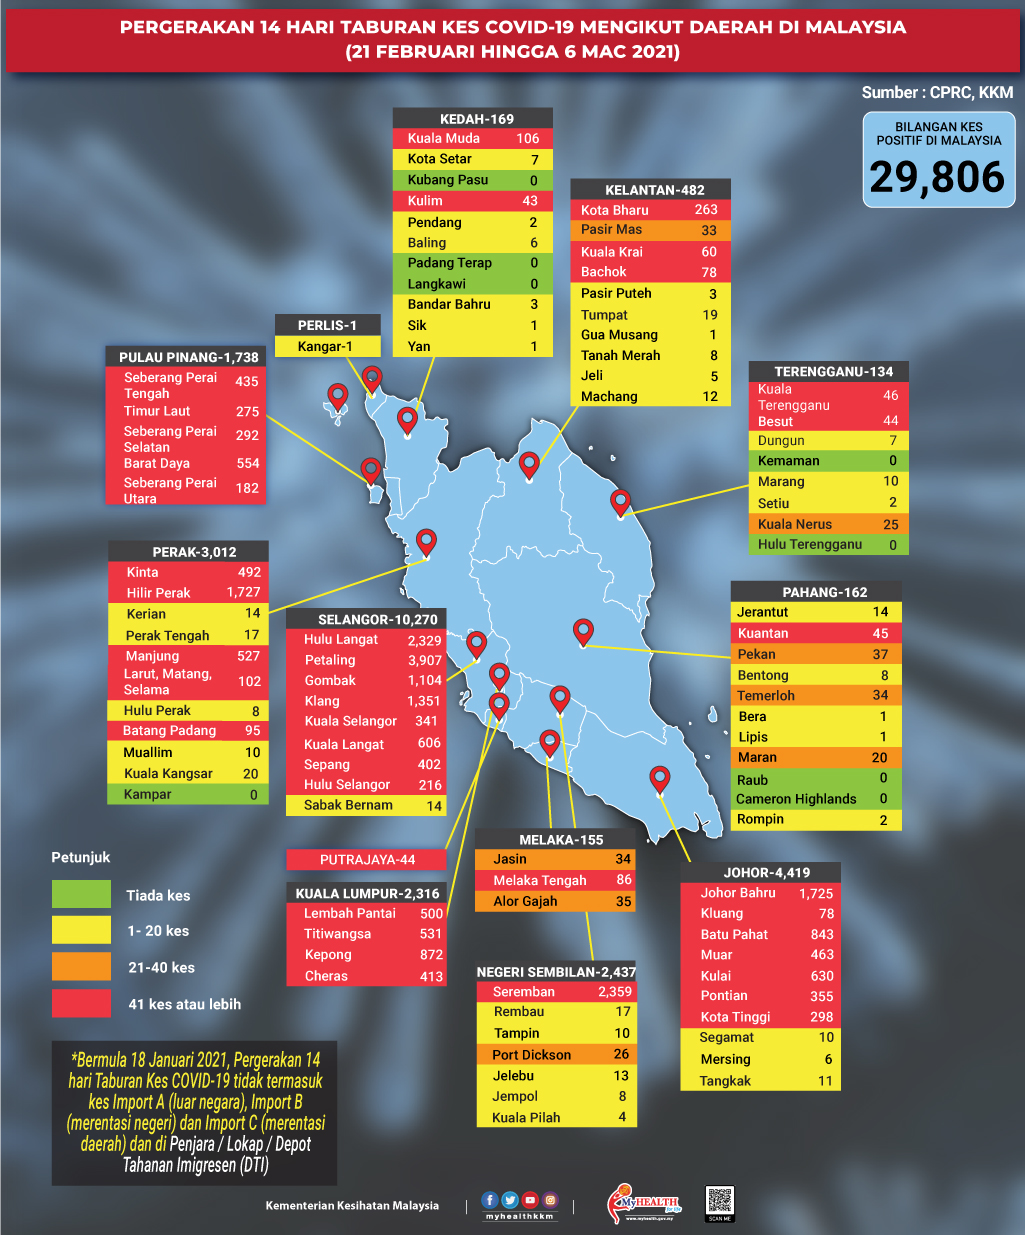 PERGERAKAN 14 HARI TABURAN KES COVID-19 MENGIKUT DAERAH DI MALAYSIA
(21 FEBRUARI HINGGA 6 MAC 2021)
Sumber : CPRC, KKM
BILANGAN KES
POSITIF DI MALAYSIA
29,806
KEDAH-169
Kuala Muda 106
Kota Setar 7
Kubang Pasu 0
Kulim 43
Pendang 2
Baling 6
Padang Terap 0
Langkawi 0
Bandar Bahru 3
Sik 1
Yan 1
KELANTAN-482
Kota Bharu 263
Pasir Mas 33
Kuala Krai 60
Bachok 78
Pasir Puteh 3
Tumpat 19
Gua Musang 1
Tanah Merah 8
Jeli 5
Machang 12
PERLIS-1
Kangar-1
PULAU PINANG-1,738
Seberang Perai
Tengah 435
Timur Laut 275
Seberang Perai
Selatan 292
Barat Daya 554
Seberang Perai
Utara 182
TERENGGANU-134
Kuala
Terengganu 46
Besut 44
Dungun 7
Kemaman 0
Marang 10
Setiu 2
Kuala Nerus 25
Hulu Terengganu 0
PERAK-3,012
Kinta 492
Hilir Perak 1,727
Kerian 14
Perak Tengah 17
Manjung 527
Larut, Matang,
Selama 102
Hulu Perak 8
Batang Padang 95
Muallim 10
Kuala Kangsar 20
Kampar 0
SELANGOR-10,270
Hulu Langat 2,329
Petaling 3,907
Gombak 1,104
Klang 1,351
Kuala Selangor 341
Kuala Langat 606
Sepang 402
Hulu Selangor 216
Sabak Bernam 14
PAHANG-162
Jerantut 14
Kuantan 45
Pekan 37
Bentong 8
Temerloh 34
Bera 1
Lipis 1
Maran 20
Raub 0
Cameron Highlands 0
Rompin 2
PUTRAJAYA-44
KUALA LUMPUR-2,316
Lembah Pantai 500
Titiwangsa 531
Kepong 872
Cheras 413
MELAKA-155
Jasin 34
Melaka Tengah 86
Alor Gajah 35
NEGERI SEMBILAN-2,437
Seremban 2,359
Rembau 17
Tampin 10
Port Dickson 26
Jelebu 13
Jempol 8
Kuala Pilah 4
JOHOR-4,419
Johor Bahru 1,725
Kluang 78
Batu Pahat 843
Muar 463
Kulai 630
Pontian 355
Kota Tinggi 298
Segamat 10
Mersing 6
Tangkak 11
Petunjuk
Tiada kes
1- 20 kes
21-40 kes
41 kes atau lebih
*Bermula 18 Januari 2021, Pergerakan 14
hari Taburan Kes COVID-19 tidak termasuk
kes Import A (luar negara), Import B
(merentasi negeri) dan Import C (merentasi
daerah) dan di Penjara / Lokap / Depot
Tahanan Imigresen (DTI)
Kementerian Kesihatan Malaysia
myhealthkkm
MyHEALTH
for life
www.myhealth.gov.my
SCAN ME